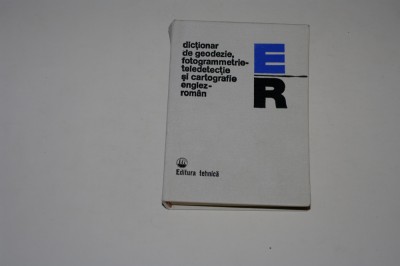 dicționar
de geodezie,
fotogrammetrie-
teledetecție
și cartografie
englez-
român
E
R
Editura tehnică